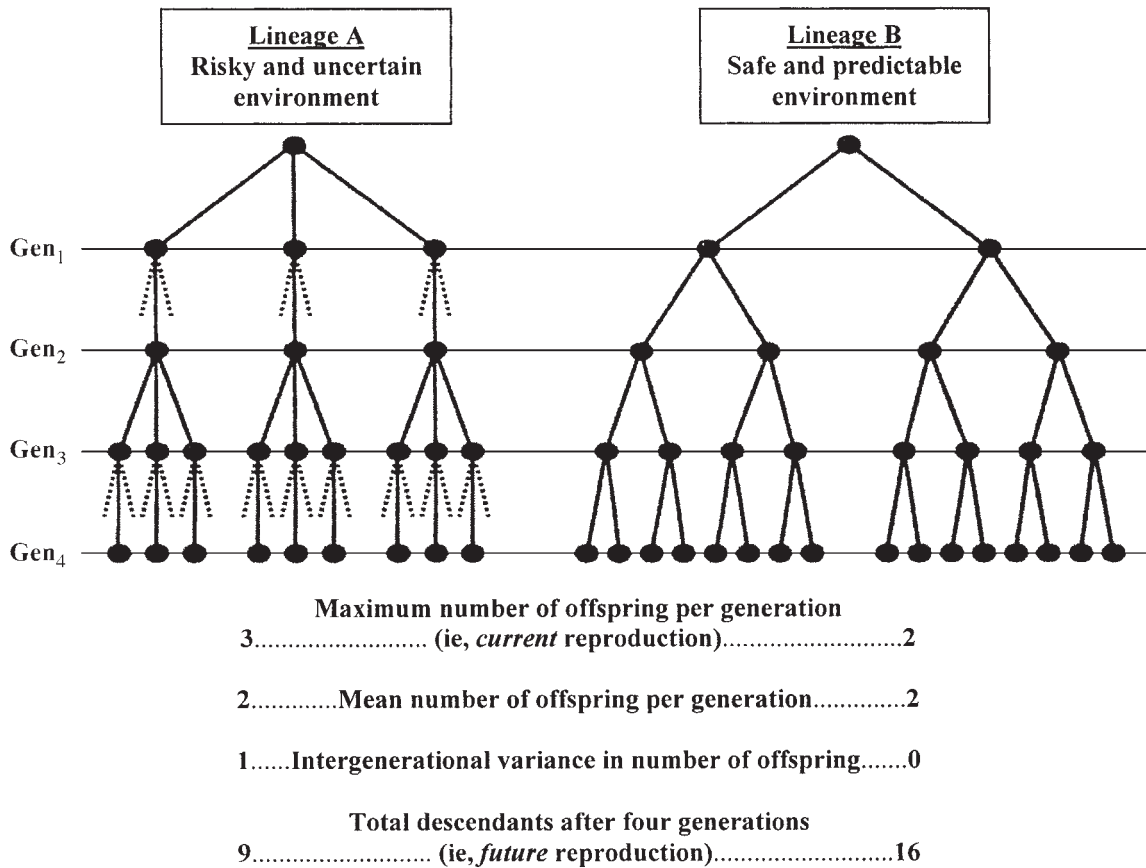 Lineage A
Risky and uncertain
environment
Lineage B
Safe and predictable
environment
Gen₁
Gen₂
Gen₃
Gen₄
Maximum number of offspring per generation
3............................ (ie, current reproduction)............................2
2.............Mean number of offspring per generation.............2
1......Intergenerational variance in number of offspring.......0
Total descendants after four generations
9............................. (ie, future reproduction).............................16